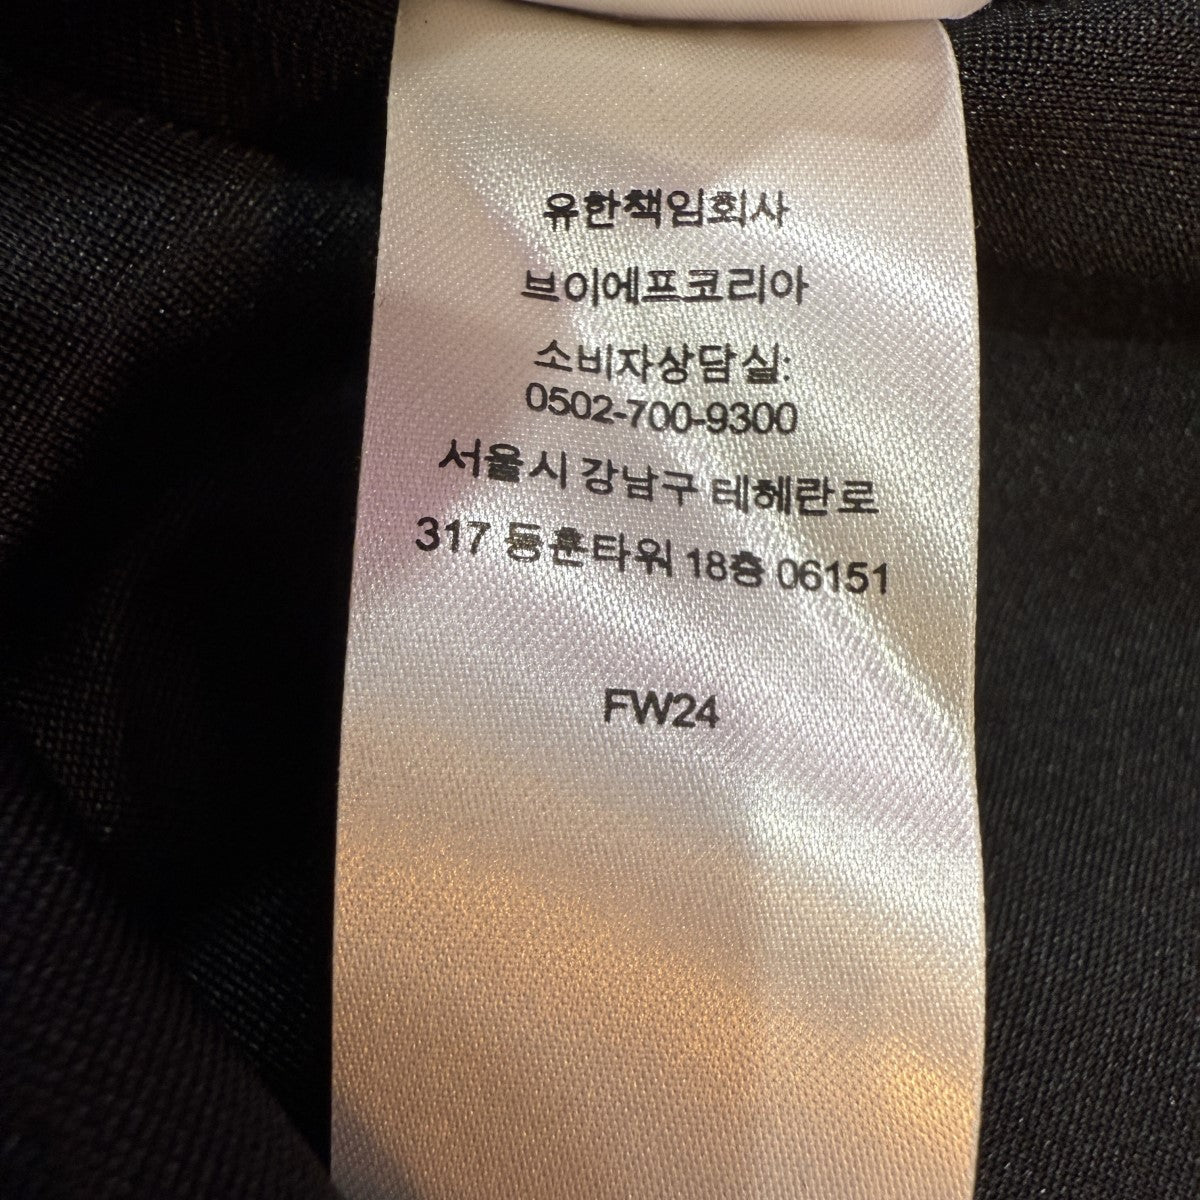 유한책임회사
브이에프코리아
소비자상담실:
0502-700-9300
서울시 강남구 테헤란로
317 동훈타워 18층 06151
FW24